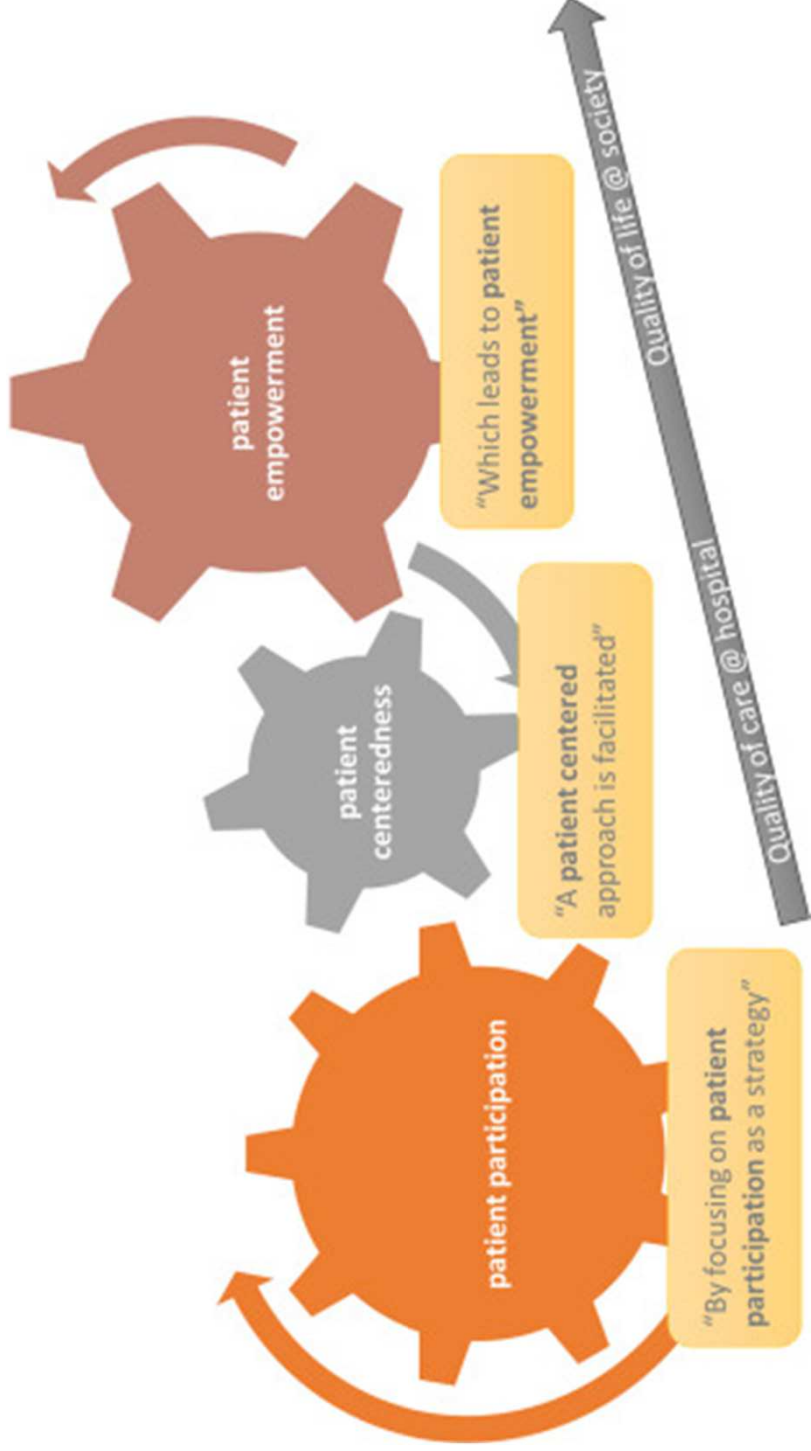 patient participation
"By focusing on patient
participation as a strategy"
patient
centeredness
"A patient centered
approach is facilitated"
patient
empowerment
"Which leads to patient
empowerment"
Quality of care @ hospital
Quality of life @ society